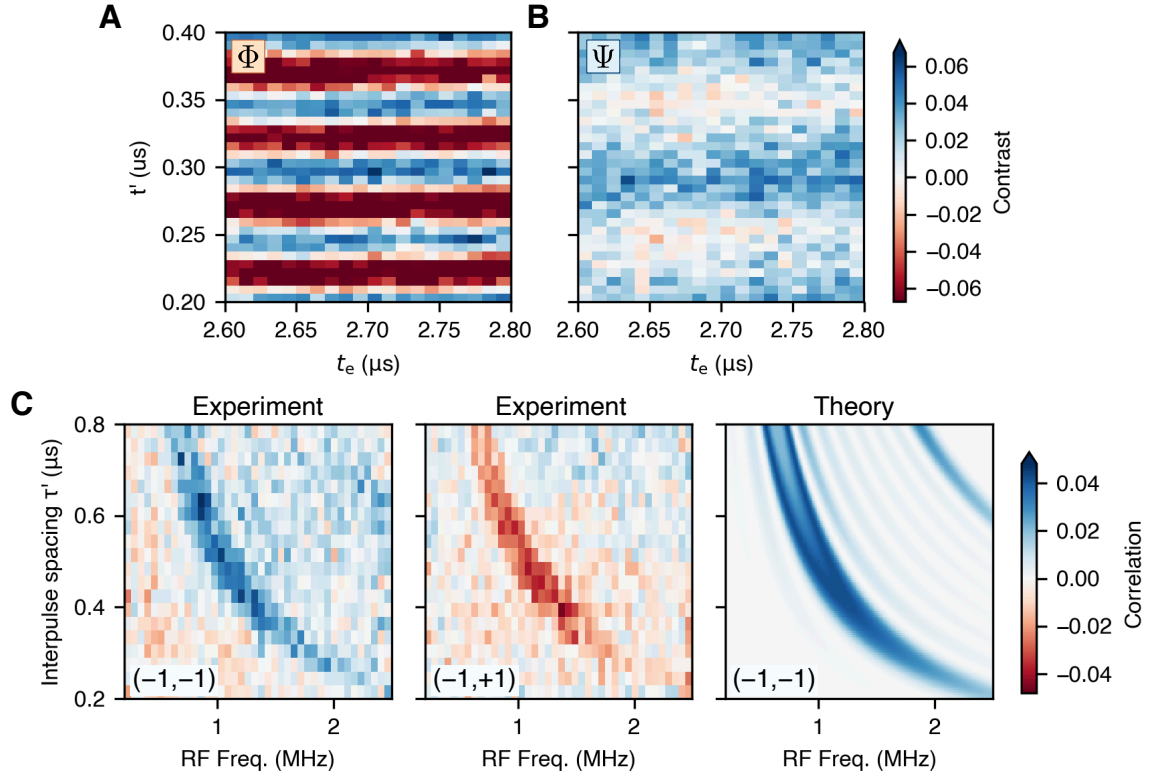 A
B
Φ
Ψ
0.40
0.35
0.30
0.25
0.20
t' (us)
2.60 2.65 2.70 2.75 2.80
t_e (μs)
2.60 2.65 2.70 2.75 2.80
t_e (μs)
0.06
0.04
0.02
0.00
−0.02
−0.04
−0.06
Contrast
C
Experiment
Experiment
Theory
0.8
0.6
0.4
0.2
Interpulse spacing τ' (μs)
(−1,−1)
(−1,+1)
(−1,−1)
1 2
1 2
1 2
RF Freq. (MHz)
RF Freq. (MHz)
RF Freq. (MHz)
0.04
0.02
0.00
−0.02
−0.04
Correlation